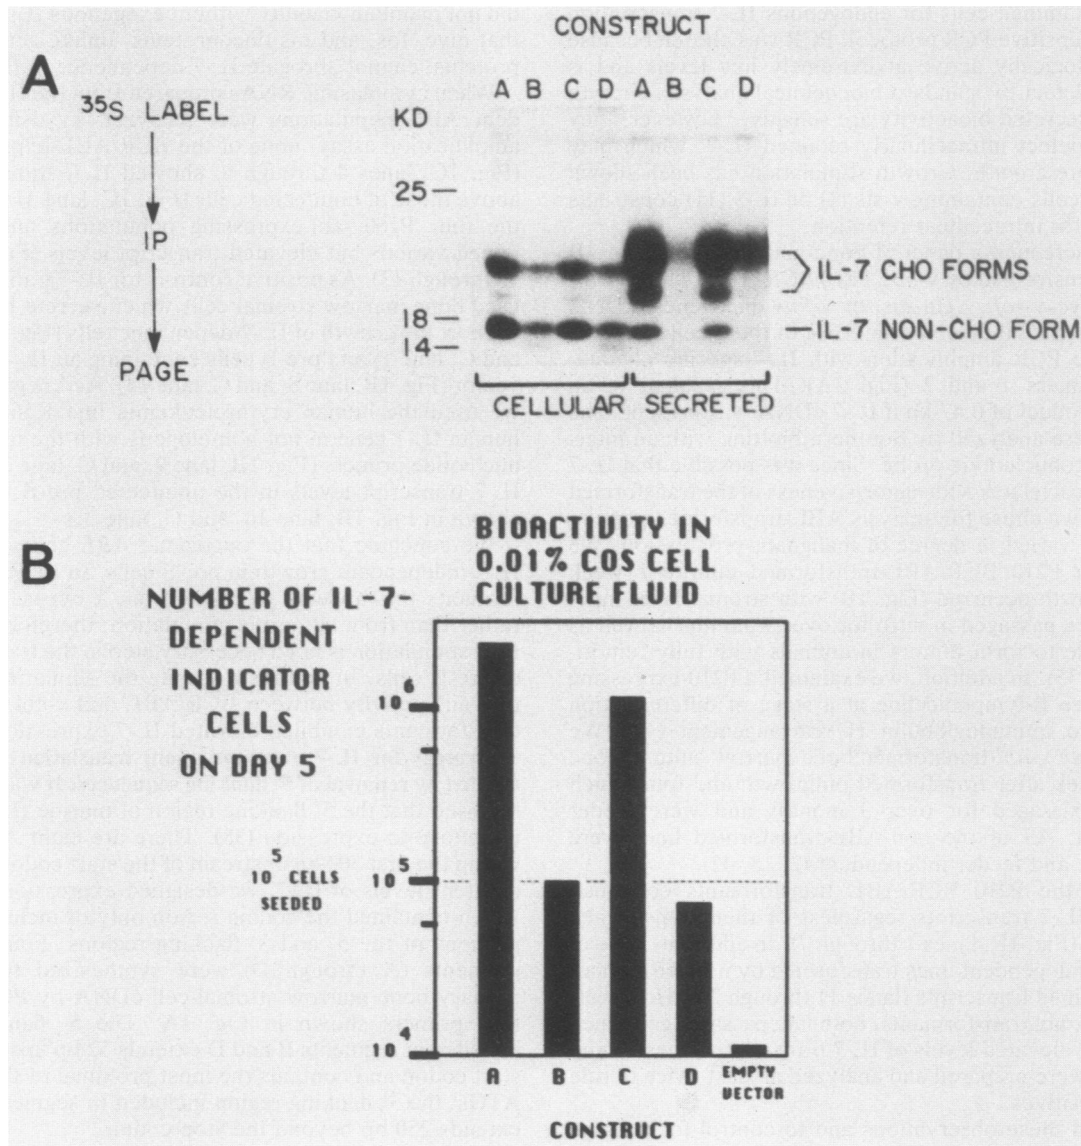 CONSTRUCT
A
A B C D A B C D
³⁵S LABEL
KD
25
IP
IL-7 CHO FORMS
18
IL-7 NON-CHO FORM
14
PAGE
CELLULAR SECRETED
B
BIOACTIVITY IN
0.01 % COS CELL
CULTURE FLUID
NUMBER OF IL-7-
DEPENDENT
INDICATOR
CELLS
ON DAY 5
10⁶
10⁵ CELLS
SEEDED
10⁵
10⁴
A B C D EMPTY
VECTOR
CONSTRUCT